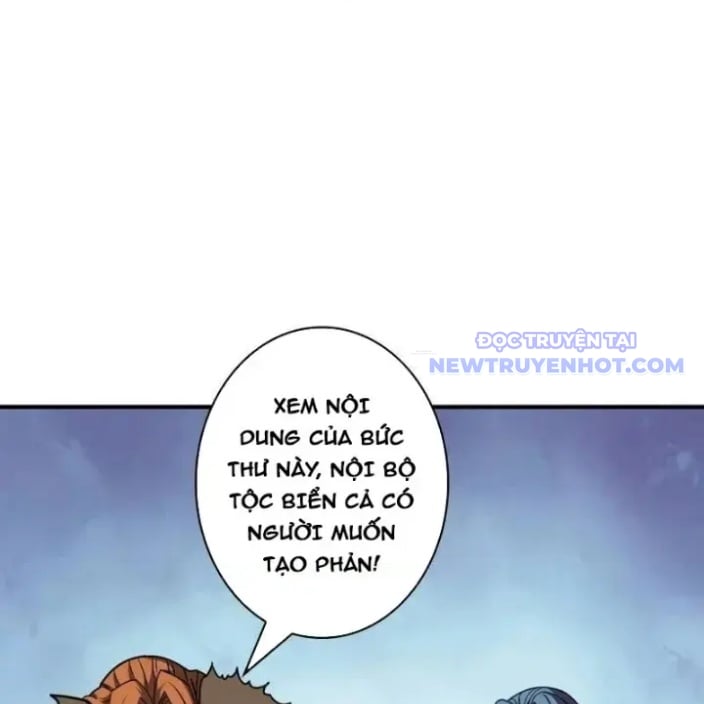 ĐỌC TRUYỆN TẠI
NEWTRUYENHOT.COM
XEM NỘI
DUNG CỦA BỨC
THƯ NÀY, NỘI BỘ
TỘC BIỂN CẢ CÓ
NGƯỜI MUỐN
TẠO PHẢN!